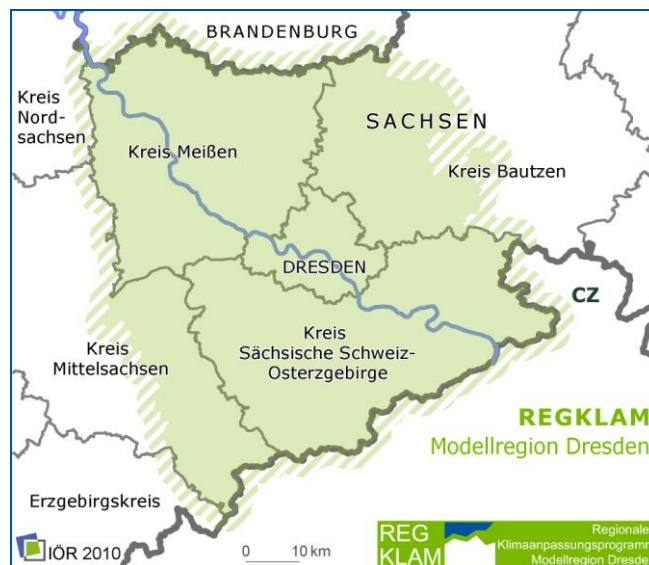 BRANDENBURG
Kreis
Nord-
sachsen
SACHSEN
Kreis Meißen
Kreis Bautzen
DRESDEN
CZ
Kreis
Sächsische Schweiz-
Osterzgebirge
Kreis
Mittelsachsen
REGKLAM
Modellregion Dresden
Erzgebirgskreis
IÖR 2010
0 10 km
REG
KLAM
Regionales
Klimaanpassungsprogramm
Modellregion Dresden